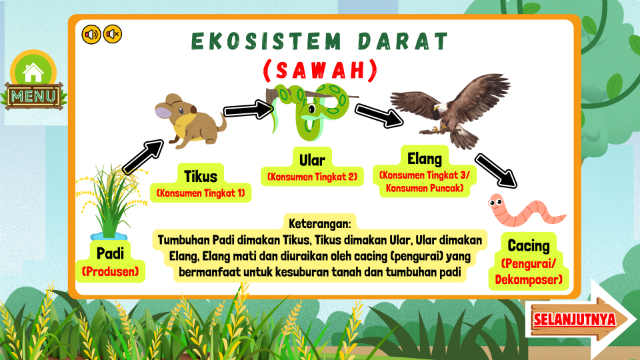 EKOSISTEM DARAT
(SAWAH)
MENU
Tikus
(Konsumen Tingkat 1)
Ular
(Konsumen Tingkat 2)
Elang
(Konsumen Tingkat 3/
Konsumen Puncak)
Padi
(Produsen)
Keterangan:
Tumbuhan Padi dimakan Tikus, Tikus dimakan Ular, Ular dimakan
Elang, Elang mati dan diuraikan oleh cacing (pengurai) yang
bermanfaat untuk kesuburan tanah dan tumbuhan padi
Cacing
(Pengurai/
Dekomposer)
SELANJUTNYA